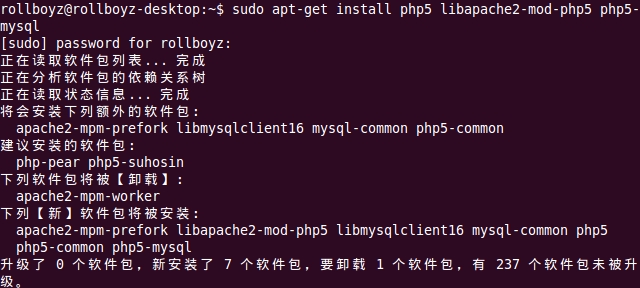 rollboyz@rollboyz-desktop:~$ sudo apt-get install php5 libapache2-mod-php5 php5-
mysql
[sudo] password for rollboyz:
正在读取软件包列表... 完成
正在分析软件包的依赖关系树
正在读取状态信息... 完成
将会安装下列额外的软件包:
  apache2-mpm-prefork libmysqlclient16 mysql-common php5-common
建议安装的软件包:
  php-pear php5-suhosin
下列软件包将被【卸载】:
  apache2-mpm-worker
下列【新】软件包将被安装:
  apache2-mpm-prefork libapache2-mod-php5 libmysqlclient16 mysql-common php5
  php5-common php5-mysql
升级了 0 个软件包, 新安装了 7 个软件包, 要卸载 1 个软件包, 有 237 个软件包未被升
级。